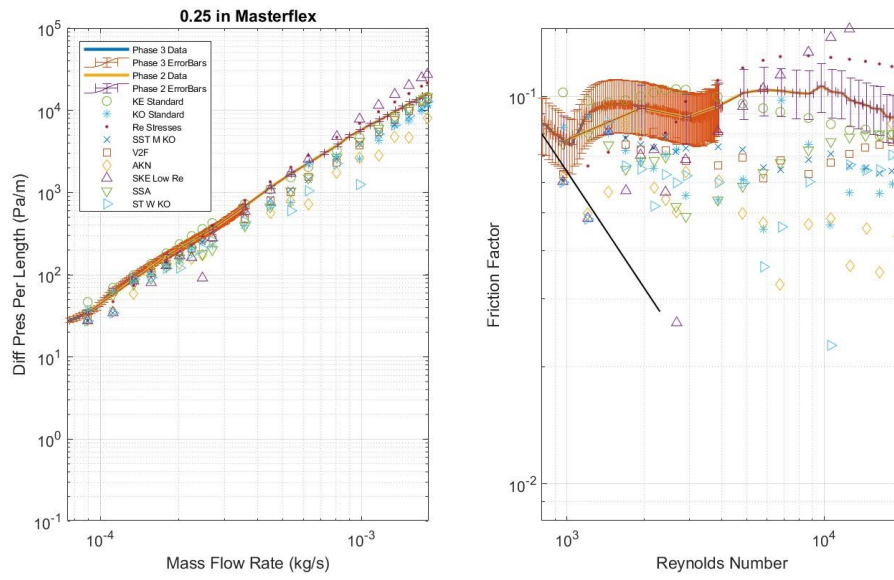 0.25 in Masterflex
10^5
10^4
10^3
10^2
10^1
10^0
10^-1
Diff Pres Per Length (Pa/m)
Phase 3 Data
Phase 3 ErrorBars
Phase 2 Data
Phase 2 ErrorBars
KE Standard
KO Standard
Re Stresses
SST M KO
V2F
AKN
SKE Low Re
SSA
ST W KO
10^-4
10^-3
Mass Flow Rate (kg/s)
10^-1
10^-2
Friction Factor
10^3
10^4
Reynolds Number